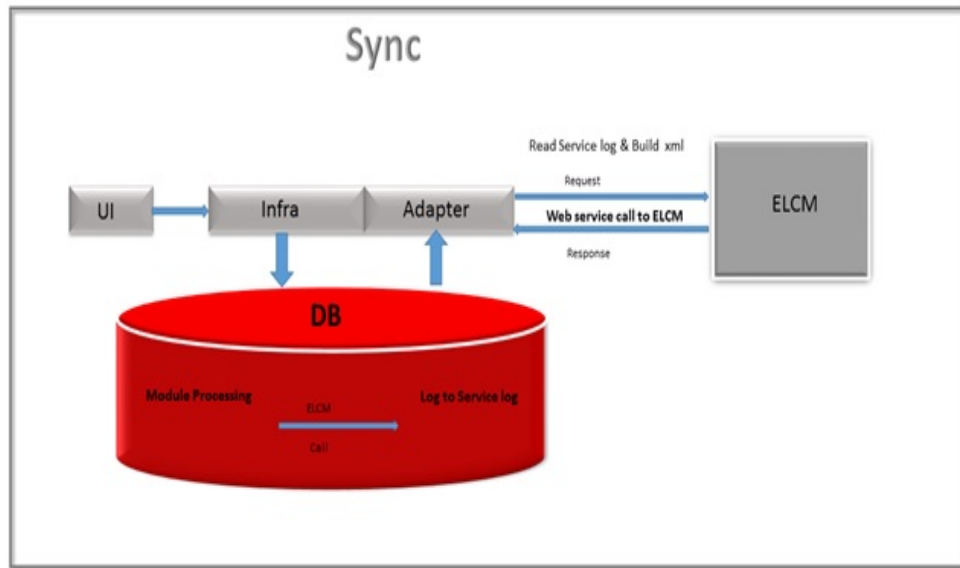 Sync
Read Service log & Build xml
Request
UI
Infra
Adapter
Web service call to ELCM
ELCM
Response
DB
Module Processing
Log to Service log
ELCM
Call